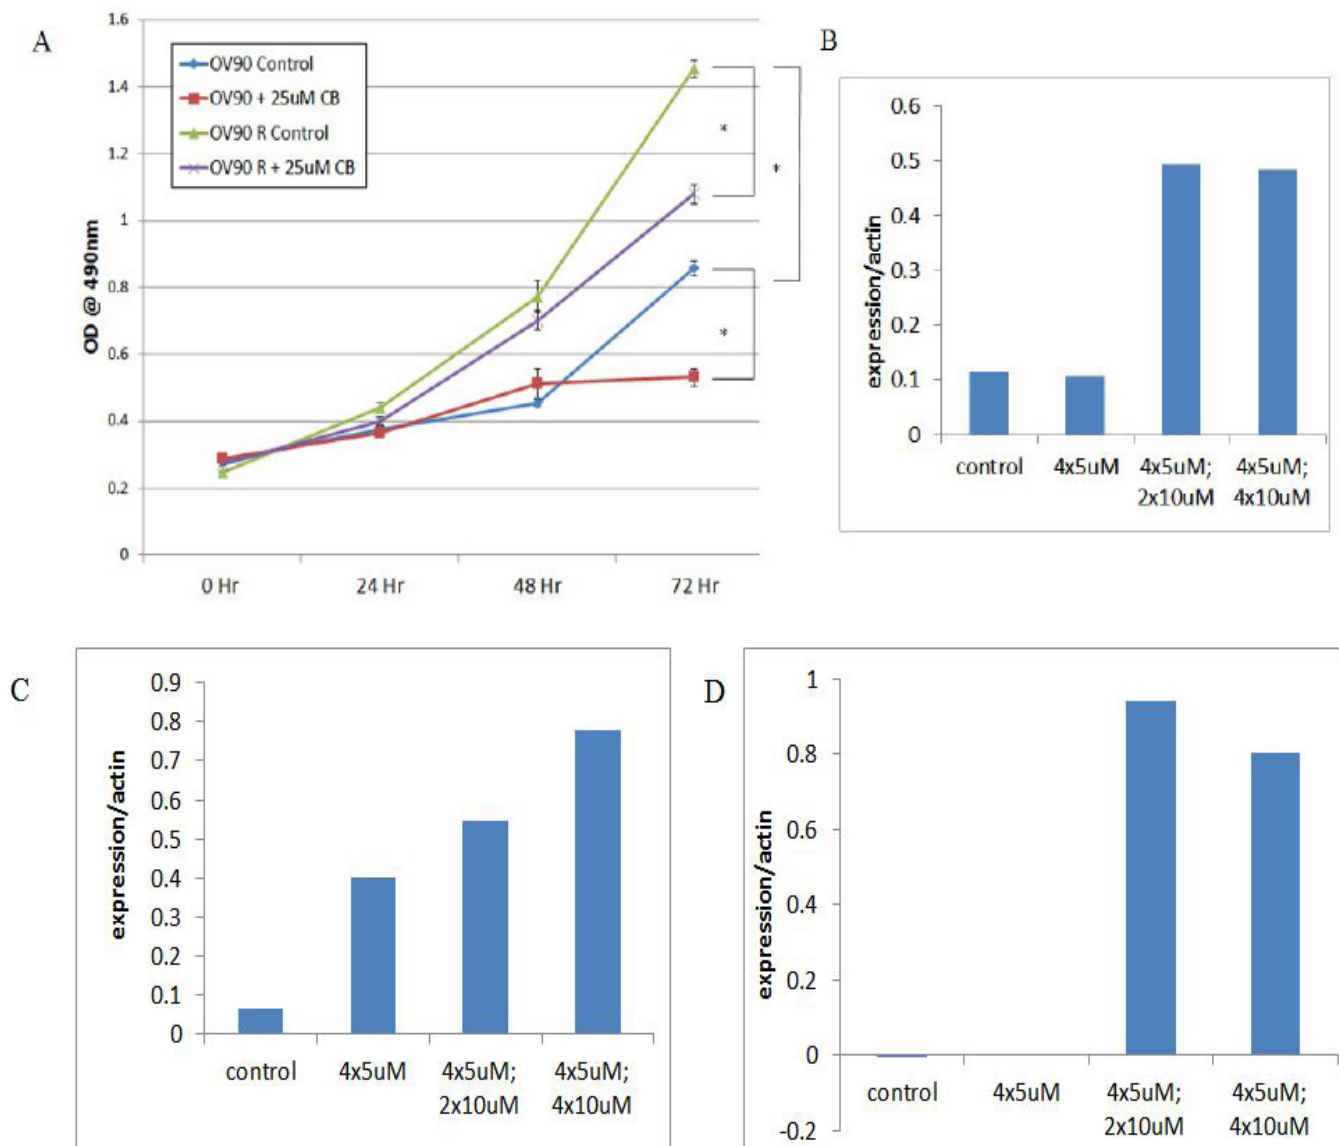 A
1.6
1.4
1.2
1
0.8
0.6
0.4
0.2
0
OD @ 490nm
OV90 Control
OV90 + 25uM CB
OV90 R Control
OV90 R + 25uM CB
*
*
*
0 Hr 24 Hr 48 Hr 72 Hr
B
0.6
0.5
0.4
0.3
0.2
0.1
0
expression/actin
control 4x5uM 4x5uM; 4x5uM;
2x10uM 4x10uM
C
0.9
0.8
0.7
0.6
0.5
0.4
0.3
0.2
0.1
0
expression/actin
control 4x5uM 4x5uM; 4x5uM;
2x10uM 4x10uM
D
1
0.8
0.6
0.4
0.2
0
-0.2
expression/actin
control 4x5uM 4x5uM; 4x5uM;
2x10uM 4x10uM